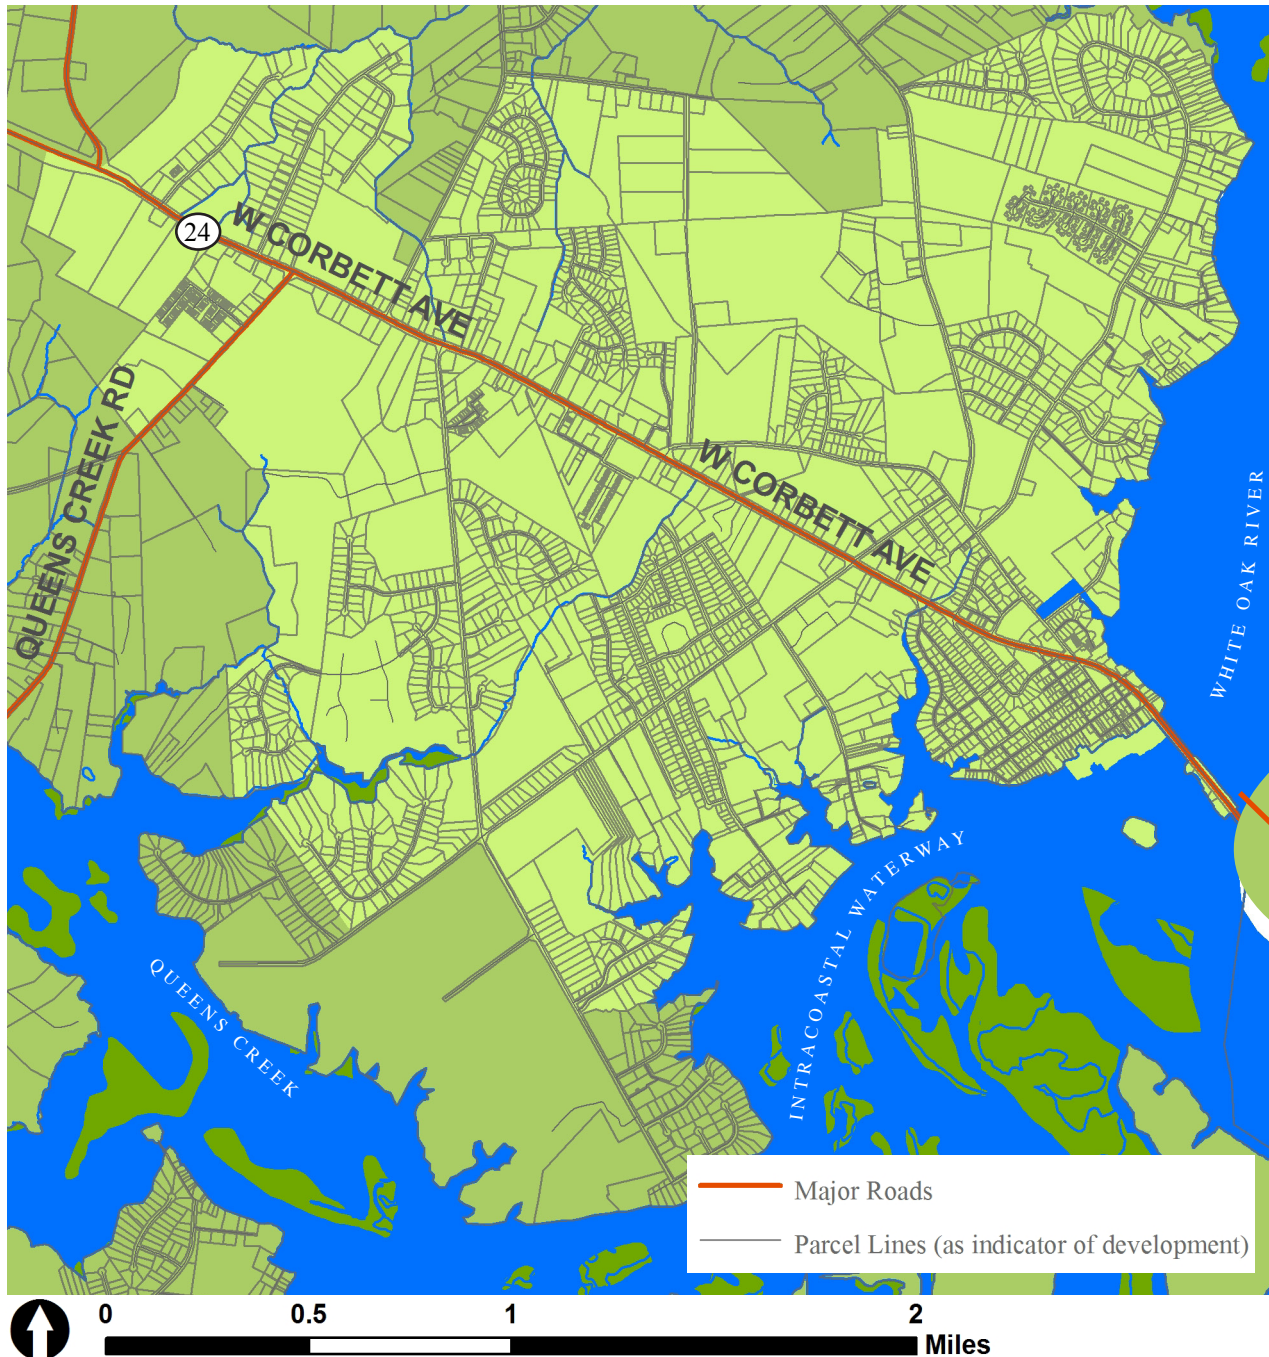 24
W CORBETT AVE
QUEENS CREEK RD
W CORBETT AVE
WHITE OAK RIVER
INTRACOASTAL WATERWAY
QUEENS CREEK
Major Roads
Parcel Lines (as indicator of development)
0 0.5 1 2
Miles